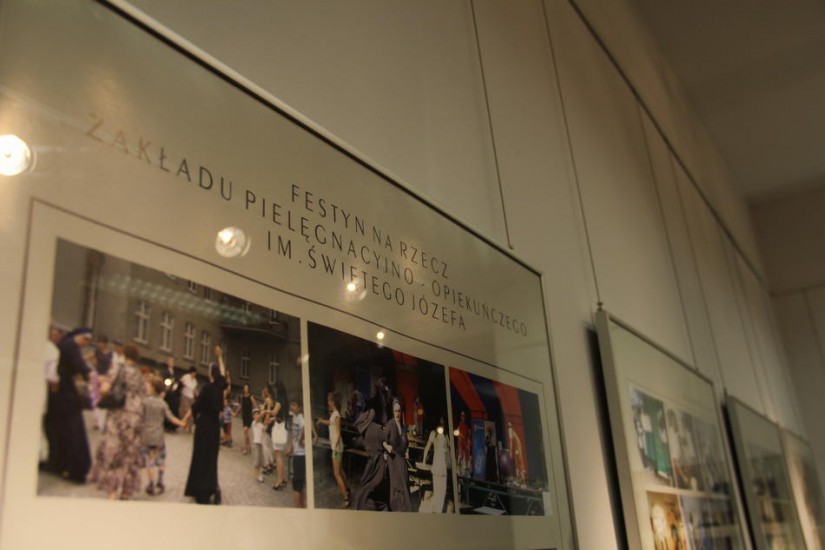 FESTYN NA RZECZ
ZAKŁADU PIELĘGNACYJNO - OPIEKUŃCZEGO
IM. ŚWIĘTEGO JÓZEFA